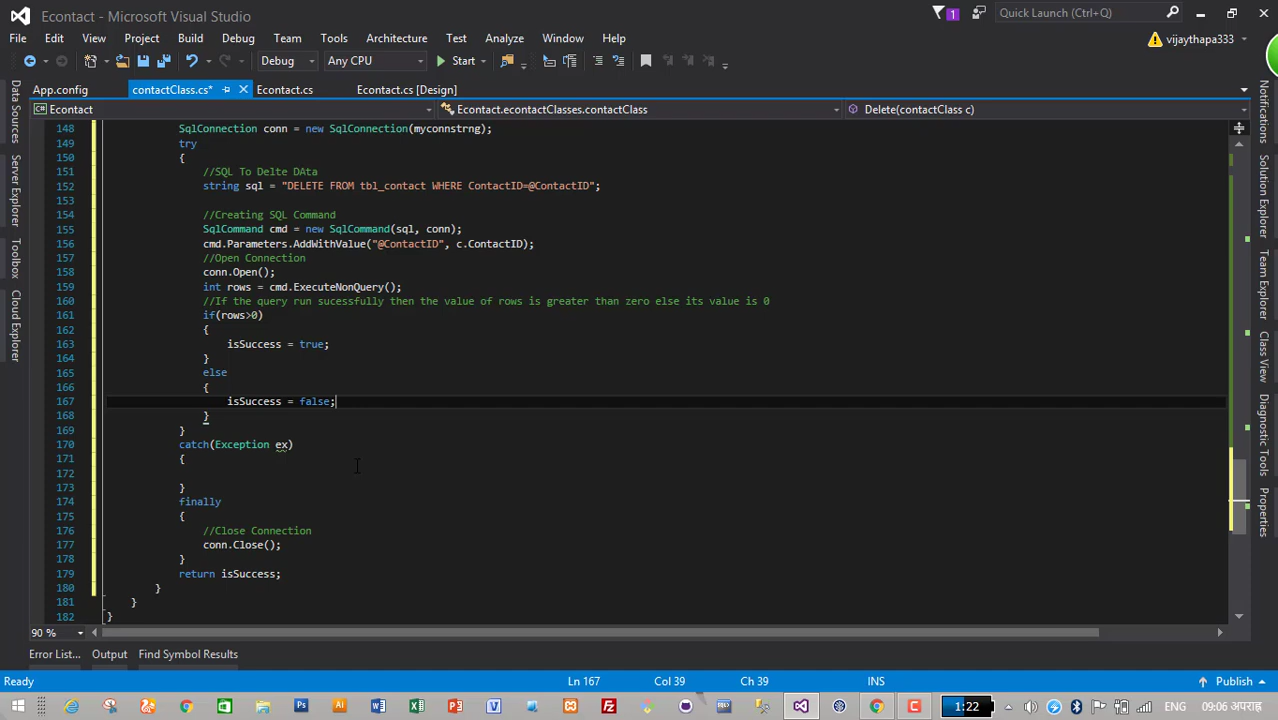 Econtact - Microsoft Visual Studio
1
Quick Launch (Ctrl+Q)
File Edit View Project Build Debug Team Tools Architecture Test Analyze Window Help
vijaythapa333
Debug Any CPU Start
App.config contactClass.cs* Econtact.cs Econtact.cs [Design]
Econtact Econtact.econtactClasses.contactClass Delete(contactClass c)
148 SqlConnection conn = new SqlConnection(myconnstrng);
149 try
150 {
151 //SQL To Delte DAta
152 string sql = "DELETE FROM tbl_contact WHERE ContactID=@ContactID";
153
154 //Creating SQL Command
155 SqlCommand cmd = new SqlCommand(sql, conn);
156 cmd.Parameters.AddWithValue("@ContactID", c.ContactID);
157 //Open Connection
158 conn.Open();
159 int rows = cmd.ExecuteNonQuery();
160 //If the query run sucessfully then the value of rows is greater than zero else its value is 0
161 if(rows>0)
162 {
163 isSuccess = true;
164 }
165 else
166 {
167 isSuccess = false;
168 }
169 }
170 catch(Exception ex)
171 {
172
173 }
174 finally
175 {
176 //Close Connection
177 conn.Close();
178 }
179 return isSuccess;
180 }
181 }
182 }
Data Sources
Server Explorer
Toolbox
Cloud Explorer
Notifications
Solution Explorer
Team Explorer
Class View
Diagnostic Tools
Properties
90 %
Error List... Output Find Symbol Results
Ready Ln 167 Col 39 Ch 39 INS Publish
1:22 ENG 09:06 अपराह्